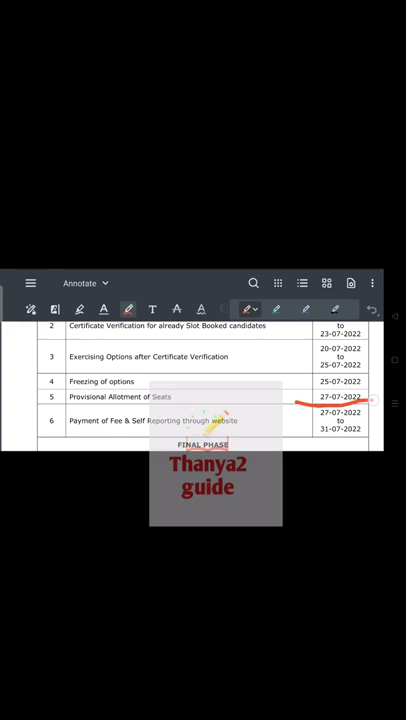 Annotate
2 Certificate Verification for already Slot Booked candidates to 23-07-2022
3 Exercising Options after Certificate Verification 20-07-2022 to 25-07-2022
4 Freezing of options 25-07-2022
5 Provisional Allotment of Seats 27-07-2022
6 Payment of Fee & Self Reporting through website 27-07-2022 to 31-07-2022
FINAL PHASE
Thanya2
guide